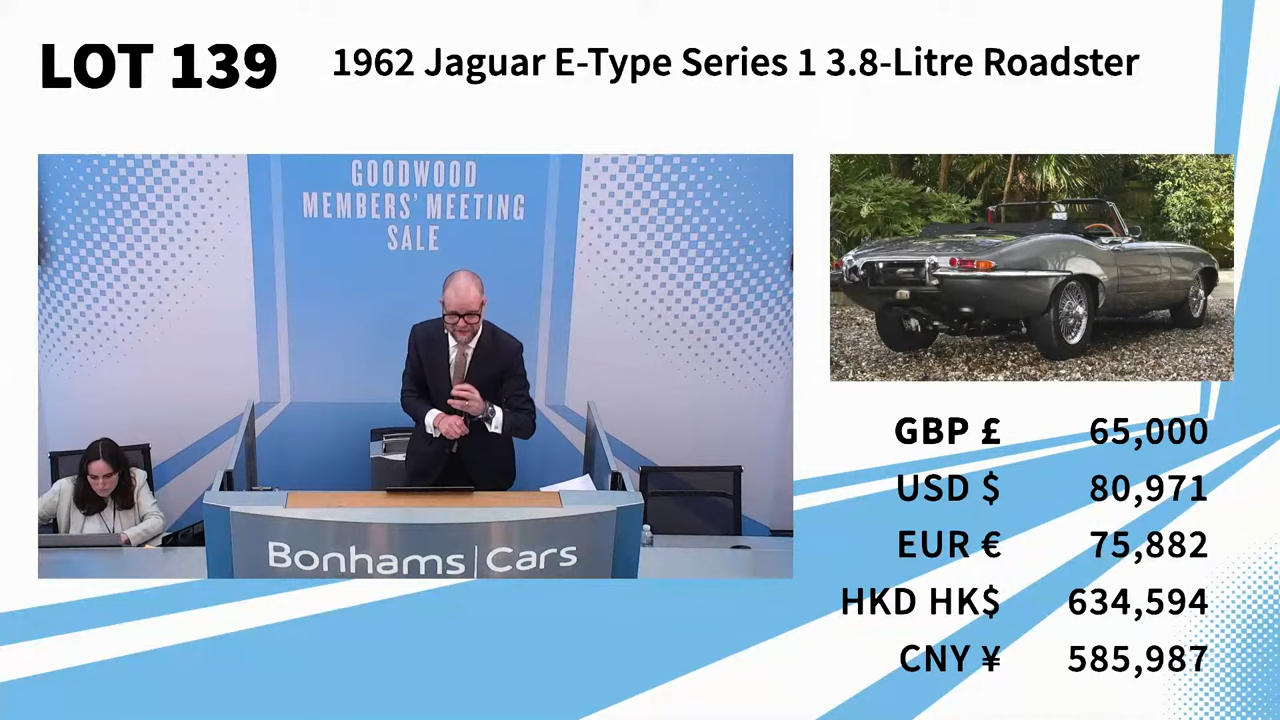 LOT 139
1962 Jaguar E-Type Series 1 3.8-Litre Roadster
GOODWOOD
MEMBERS' MEETING
SALE
Bonhams | Cars
GBP £ 65,000
USD $ 80,971
EUR € 75,882
HKD HK$ 634,594
CNY ¥ 585,987